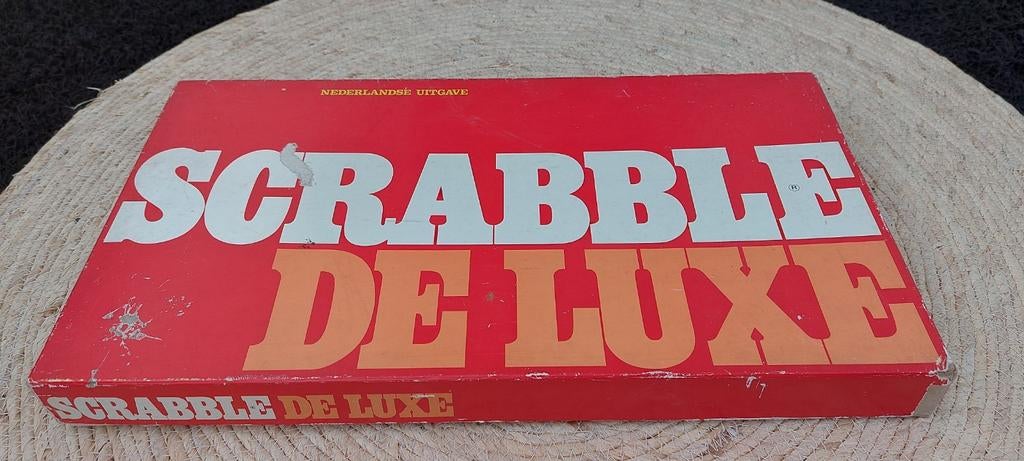 NEDERLANDSE UITGAVE
SCRABBLE®
DE LUXE
SCRABBLE DE LUXE